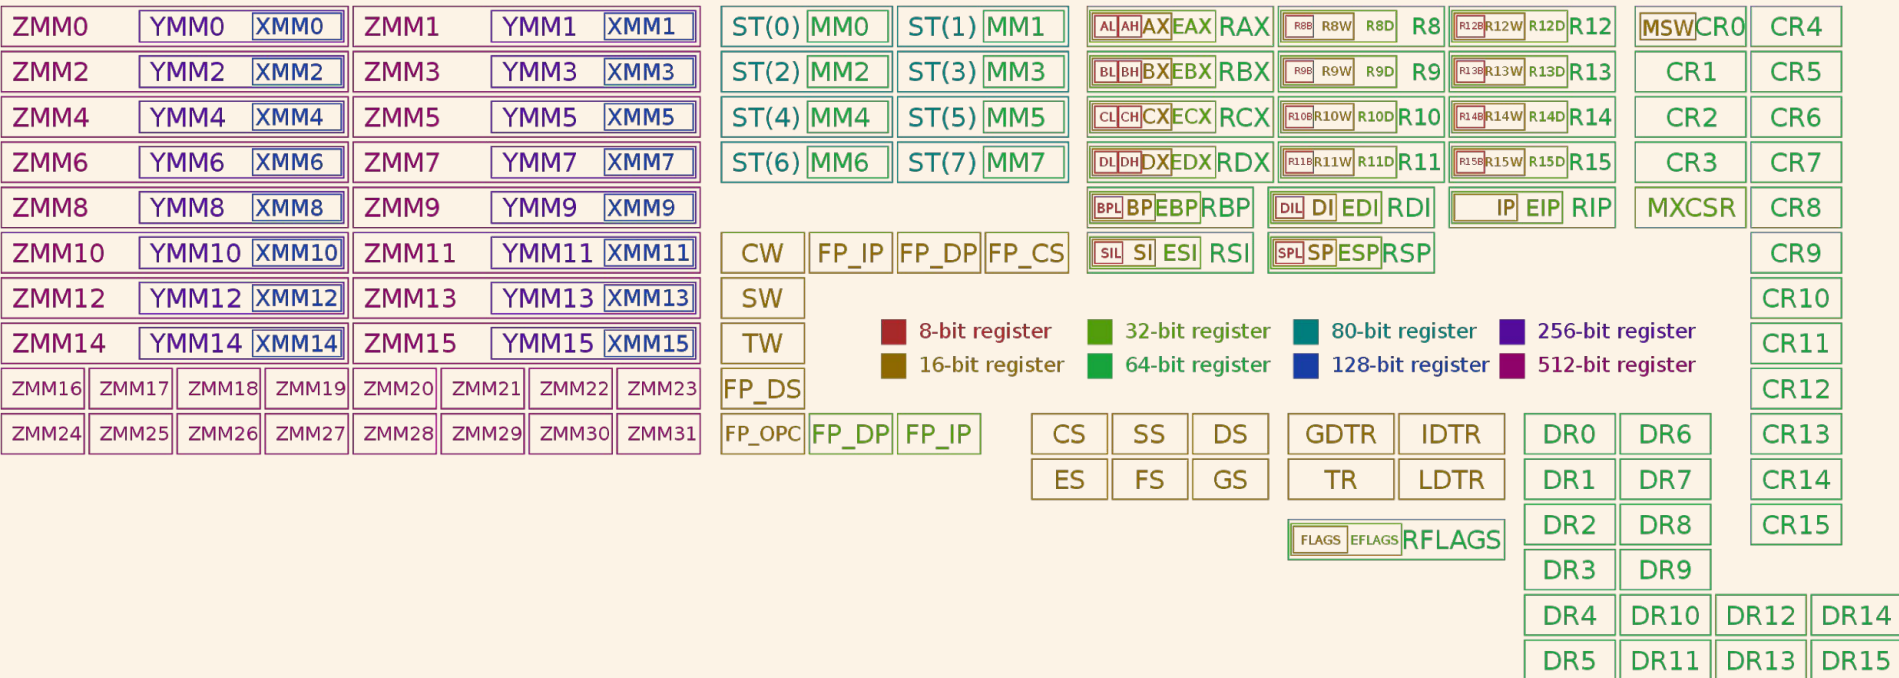 ZMM0 YMM0 XMM0 ZMM1 YMM1 XMM1 ST(0) MM0 ST(1) MM1 AL AH AX EAX RAX R8B R8W R8D R8 R12B R12W R12D R12 MSW CR0 CR4
ZMM2 YMM2 XMM2 ZMM3 YMM3 XMM3 ST(2) MM2 ST(3) MM3 BL BH BX EBX RBX R9B R9W R9D R9 R13B R13W R13D R13 CR1 CR5
ZMM4 YMM4 XMM4 ZMM5 YMM5 XMM5 ST(4) MM4 ST(5) MM5 CL CH CX ECX RCX R10B R10W R10D R10 R14B R14W R14D R14 CR2 CR6
ZMM6 YMM6 XMM6 ZMM7 YMM7 XMM7 ST(6) MM6 ST(7) MM7 DL DH DX EDX RDX R11B R11W R11D R11 R15B R15W R15D R15 CR3 CR7
ZMM8 YMM8 XMM8 ZMM9 YMM9 XMM9 BPL BP EBP RBP DIL DI EDI RDI IP EIP RIP MXCSR CR8
ZMM10 YMM10 XMM10 ZMM11 YMM11 XMM11 CW FP_IP FP_DP FP_CS SIL SI ESI RSI SPL SP ESP RSP CR9
ZMM12 YMM12 XMM12 ZMM13 YMM13 XMM13 SW CR10
8-bit register 32-bit register 80-bit register 256-bit register
ZMM14 YMM14 XMM14 ZMM15 YMM15 XMM15 TW CR11
16-bit register 64-bit register 128-bit register 512-bit register
ZMM16 ZMM17 ZMM18 ZMM19 ZMM20 ZMM21 ZMM22 ZMM23 FP_DS CR12
ZMM24 ZMM25 ZMM26 ZMM27 ZMM28 ZMM29 ZMM30 ZMM31 FP_OPC FP_DP FP_IP CS SS DS GDTR IDTR DR0 DR6 CR13
ES FS GS TR LDTR DR1 DR7 CR14
DR2 DR8 CR15
FLAGS EFLAGS RFLAGS
DR3 DR9
DR4 DR10 DR12 DR14
DR5 DR11 DR13 DR15